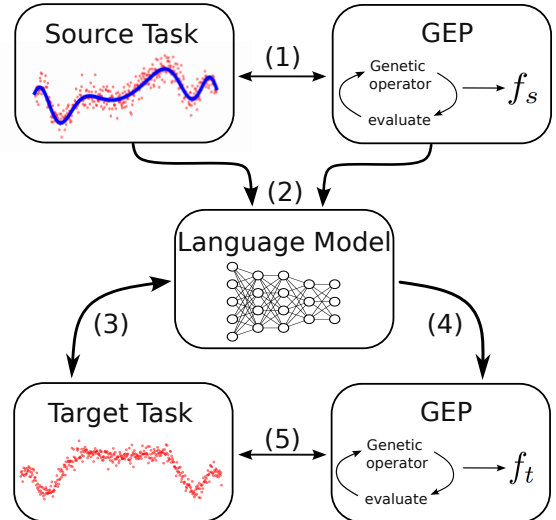 Source Task
(1)
GEP
Genetic
operator
evaluate
f_s
(2)
Language Model
(3)
(4)
Target Task
(5)
GEP
Genetic
operator
evaluate
f_t